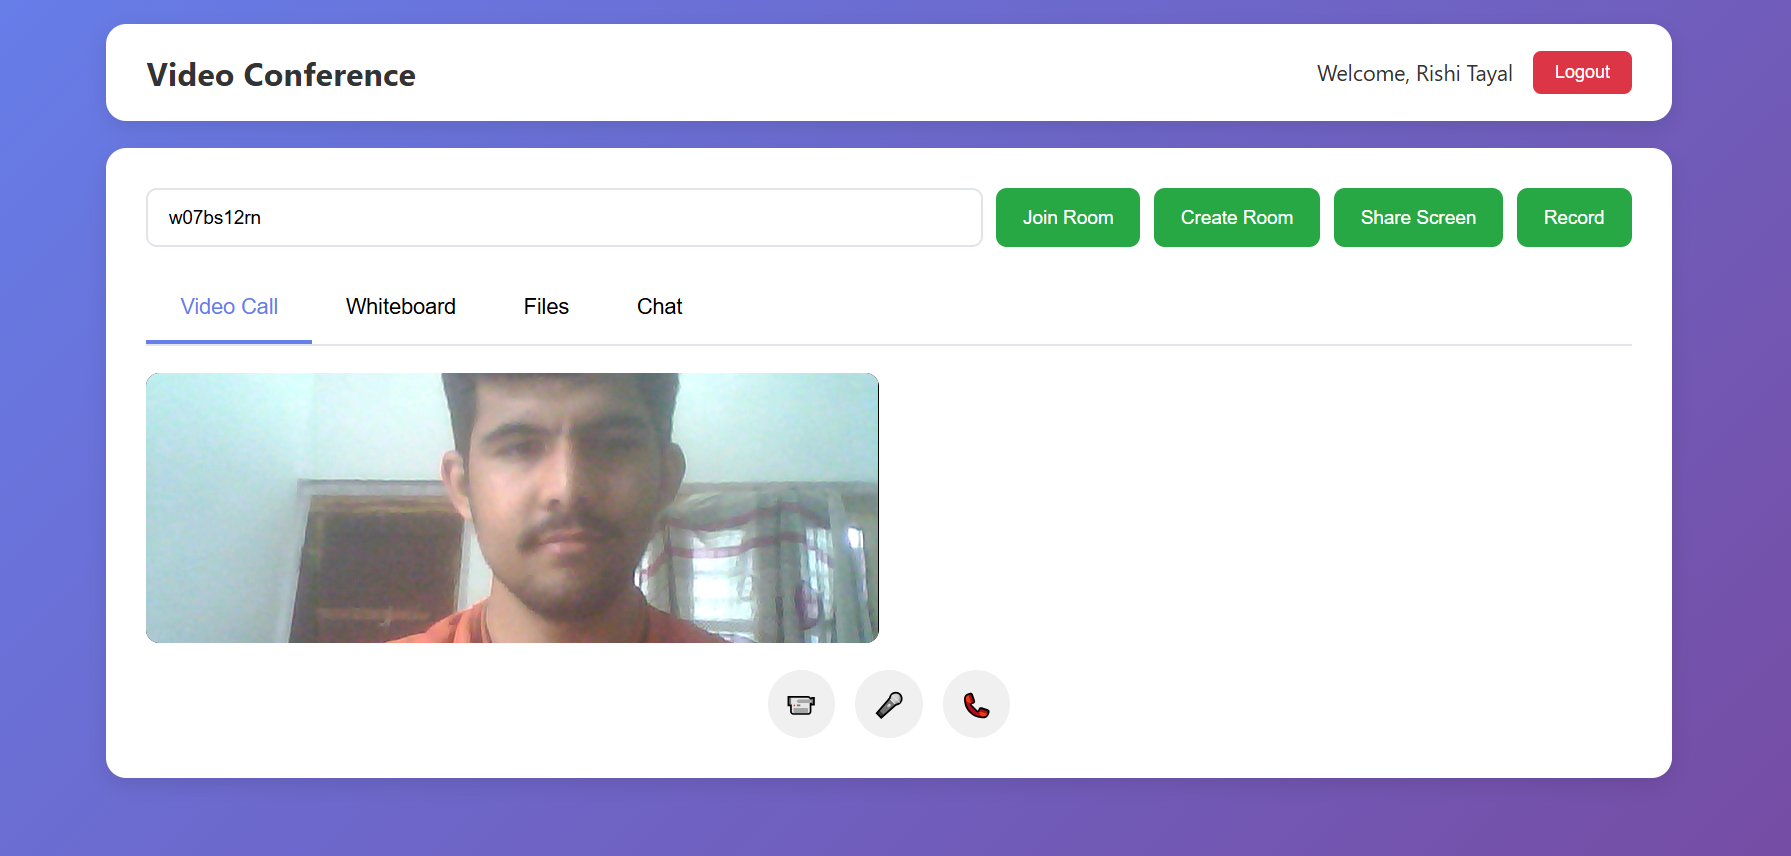 Video Conference
Welcome, Rishi Tayal
Logout
w07bs12rn
Join Room
Create Room
Share Screen
Record
Video Call
Whiteboard
Files
Chat